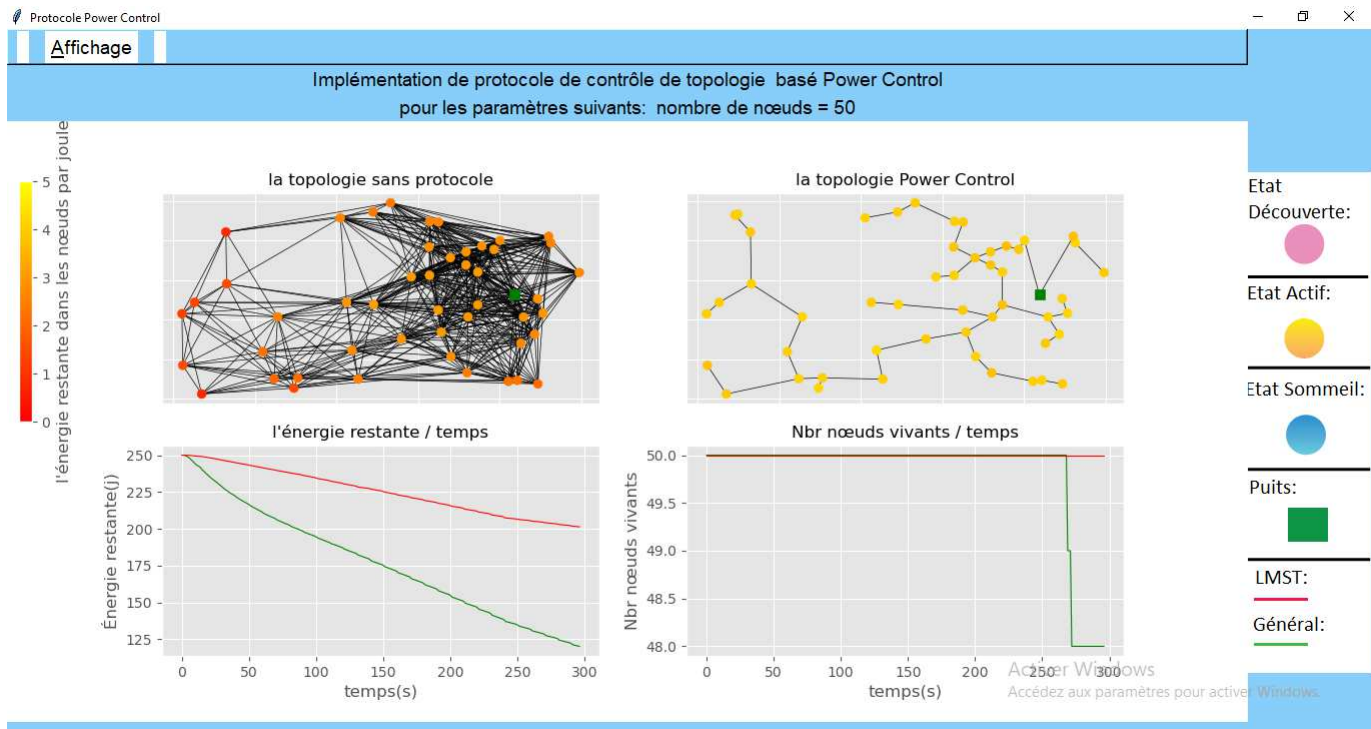 Protocole Power Control
Affichage
Implémentation de protocole de contrôle de topologie basé Power Control
pour les paramètres suivants: nombre de nœuds = 50
l'énergie restante dans les nœuds par joule
5
4
3
2
1
0
la topologie sans protocole
la topologie Power Control
l'énergie restante / temps
Énergie restante(j)
250
225
200
175
150
125
0 50 100 150 200 250 300
temps(s)
Nbr nœuds vivants / temps
Nbr nœuds vivants
50.0
49.5
49.0
48.5
48.0
0 50 100 150 200 250 300
temps(s)
Etat
Découverte:
Etat Actif:
Etat Sommeil:
Puits:
LMST:
Général:
Activer Windows
Accédez aux paramètres pour activer Windows.